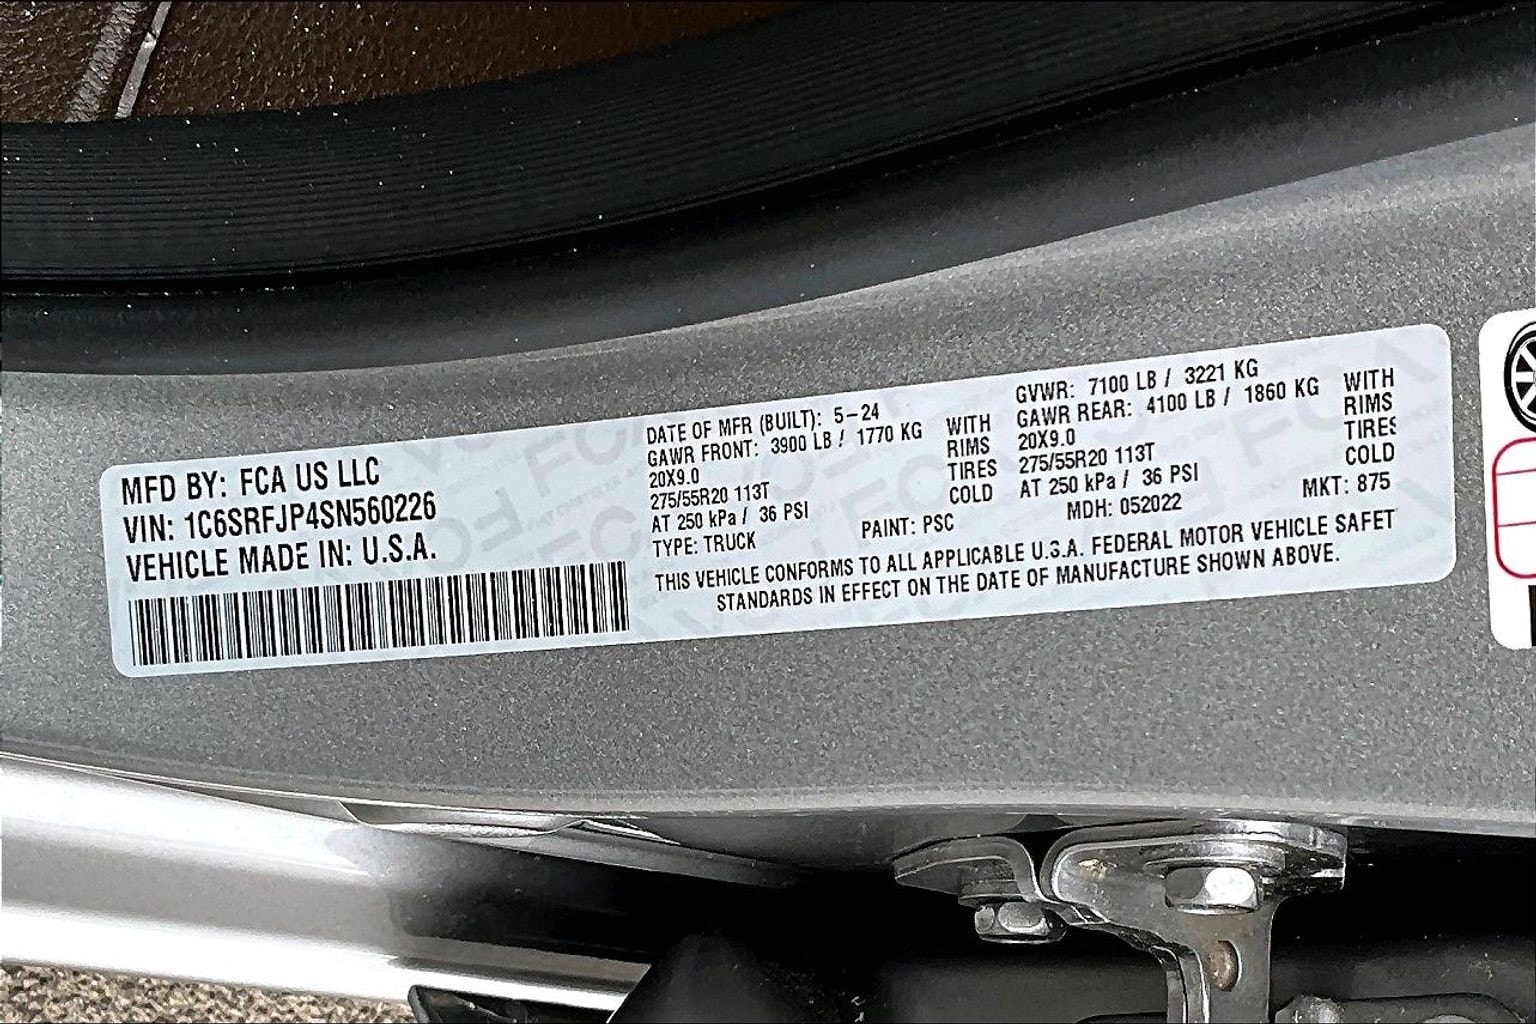 MFD BY: FCA US LLC
VIN: 1C6SRFJP4SN560226
VEHICLE MADE IN: U.S.A.
DATE OF MFR (BUILT): 5-24
GAWR FRONT: 3900 LB / 1770 KG WITH
20X9.0 RIMS
275/55R20 113T TIRES
AT 250 kPa / 36 PSI COLD
TYPE: TRUCK PAINT: PSC
GVWR: 7100 LB / 3221 KG
GAWR REAR: 4100 LB / 1860 KG WITH
20X9.0 RIMS
275/55R20 113T TIRES
AT 250 kPa / 36 PSI COLD
MDH: 052022 MKT: 875
THIS VEHICLE CONFORMS TO ALL APPLICABLE U.S.A. FEDERAL MOTOR VEHICLE SAFET
STANDARDS IN EFFECT ON THE DATE OF MANUFACTURE SHOWN ABOVE.